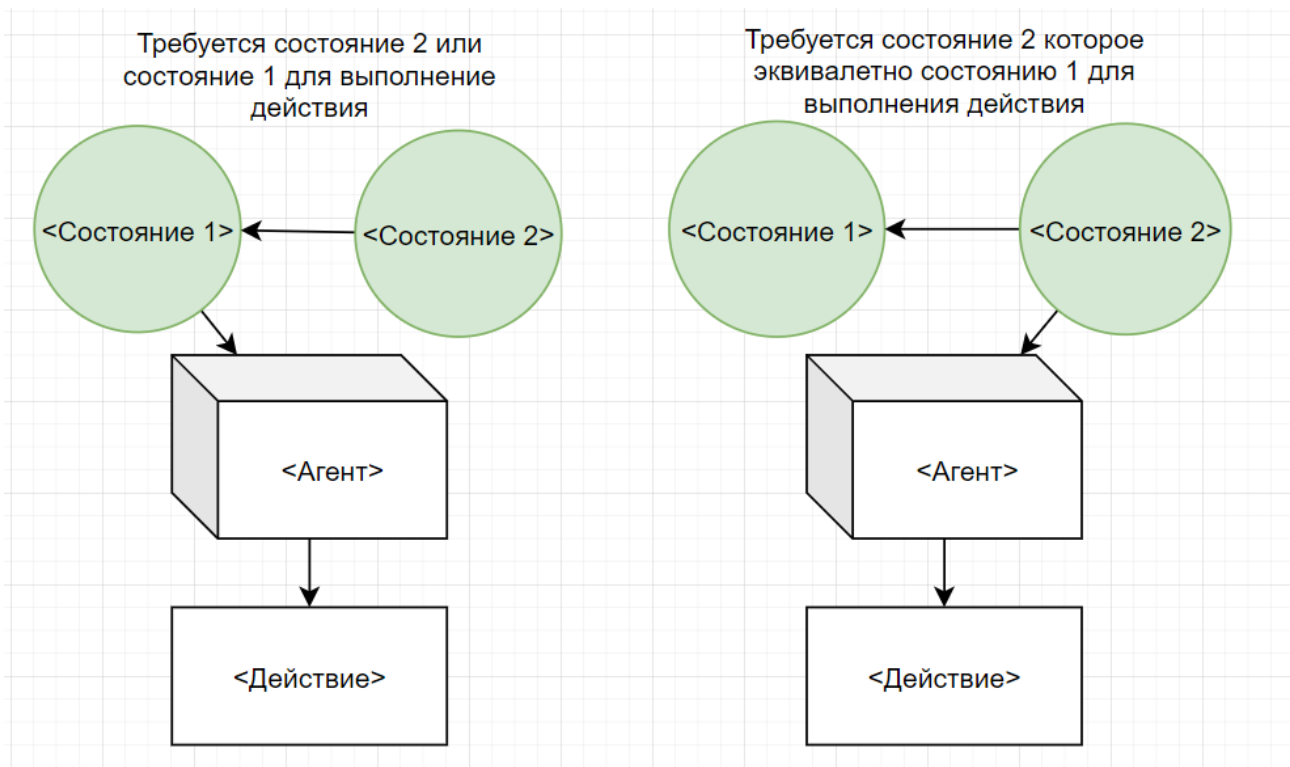 Требуется состояние 2 или
состояние 1 для выполнение
действия
<Состояние 1>
<Состояние 2>
<Агент>
<Действие>
Требуется состояние 2 которое
эквивалетно состоянию 1 для
выполнения действия
<Состояние 1>
<Состояние 2>
<Агент>
<Действие>